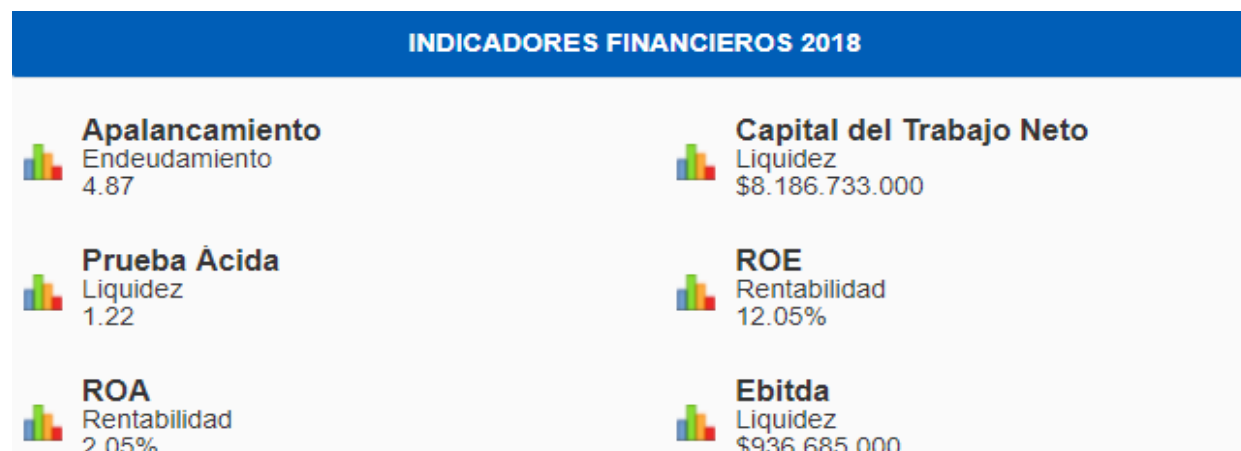 INDICADORES FINANCIEROS 2018
Apalancamiento
Endeudamiento
4.87
Capital del Trabajo Neto
Liquidez
$8.186.733.000
Prueba Ácida
Liquidez
1.22
ROE
Rentabilidad
12.05%
ROA
Rentabilidad
2.05%
Ebitda
Liquidez
$936.685.000